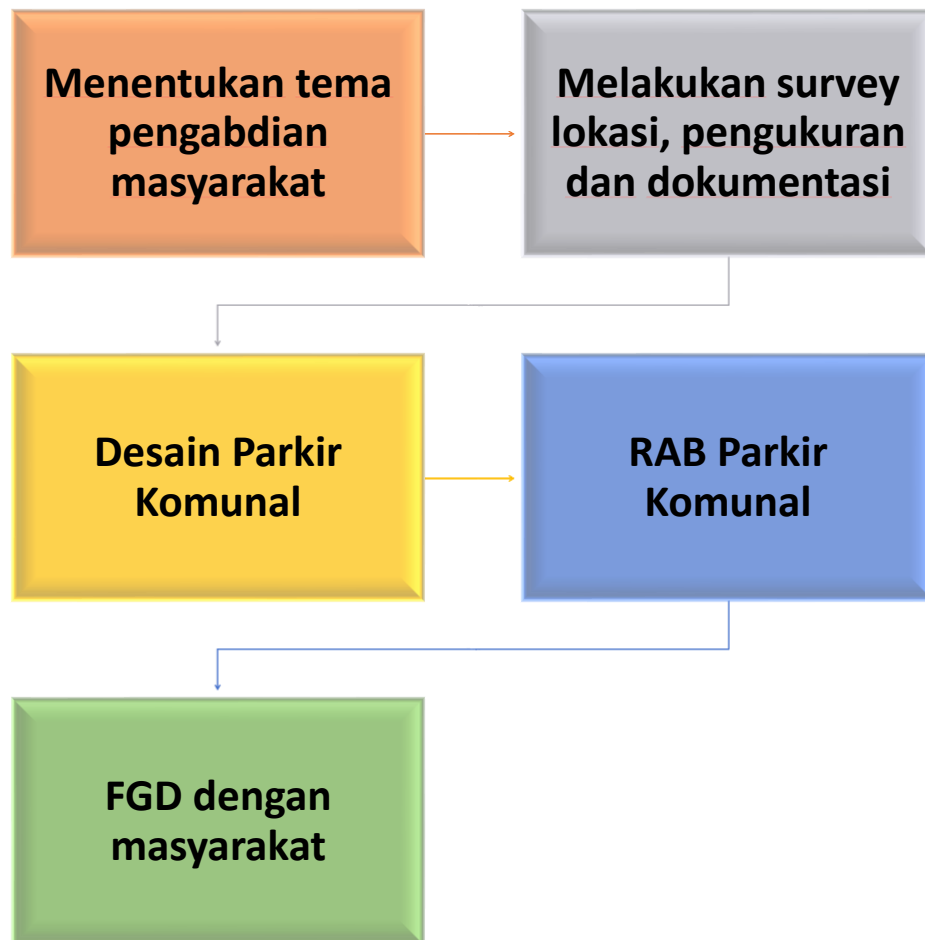 Menentukan tema
pengabdian
masyarakat
Melakukan survey
lokasi, pengukuran
dan dokumentasi
Desain Parkir
Komunal
RAB Parkir
Komunal
FGD dengan
masyarakat